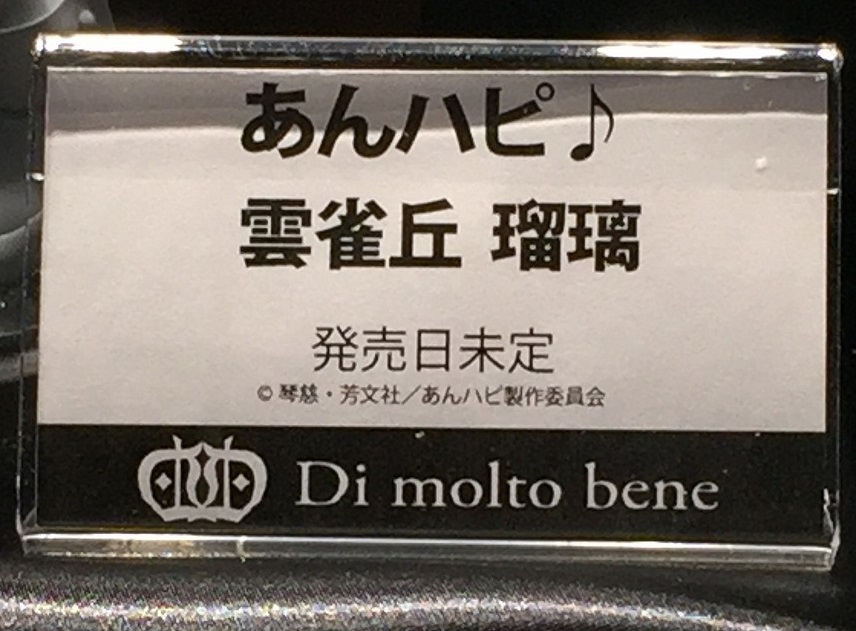 あんハピ♪
雲雀丘 瑠璃
発売日未定
© 琴慈・芳文社／あんハピ製作委員会
Di molto bene